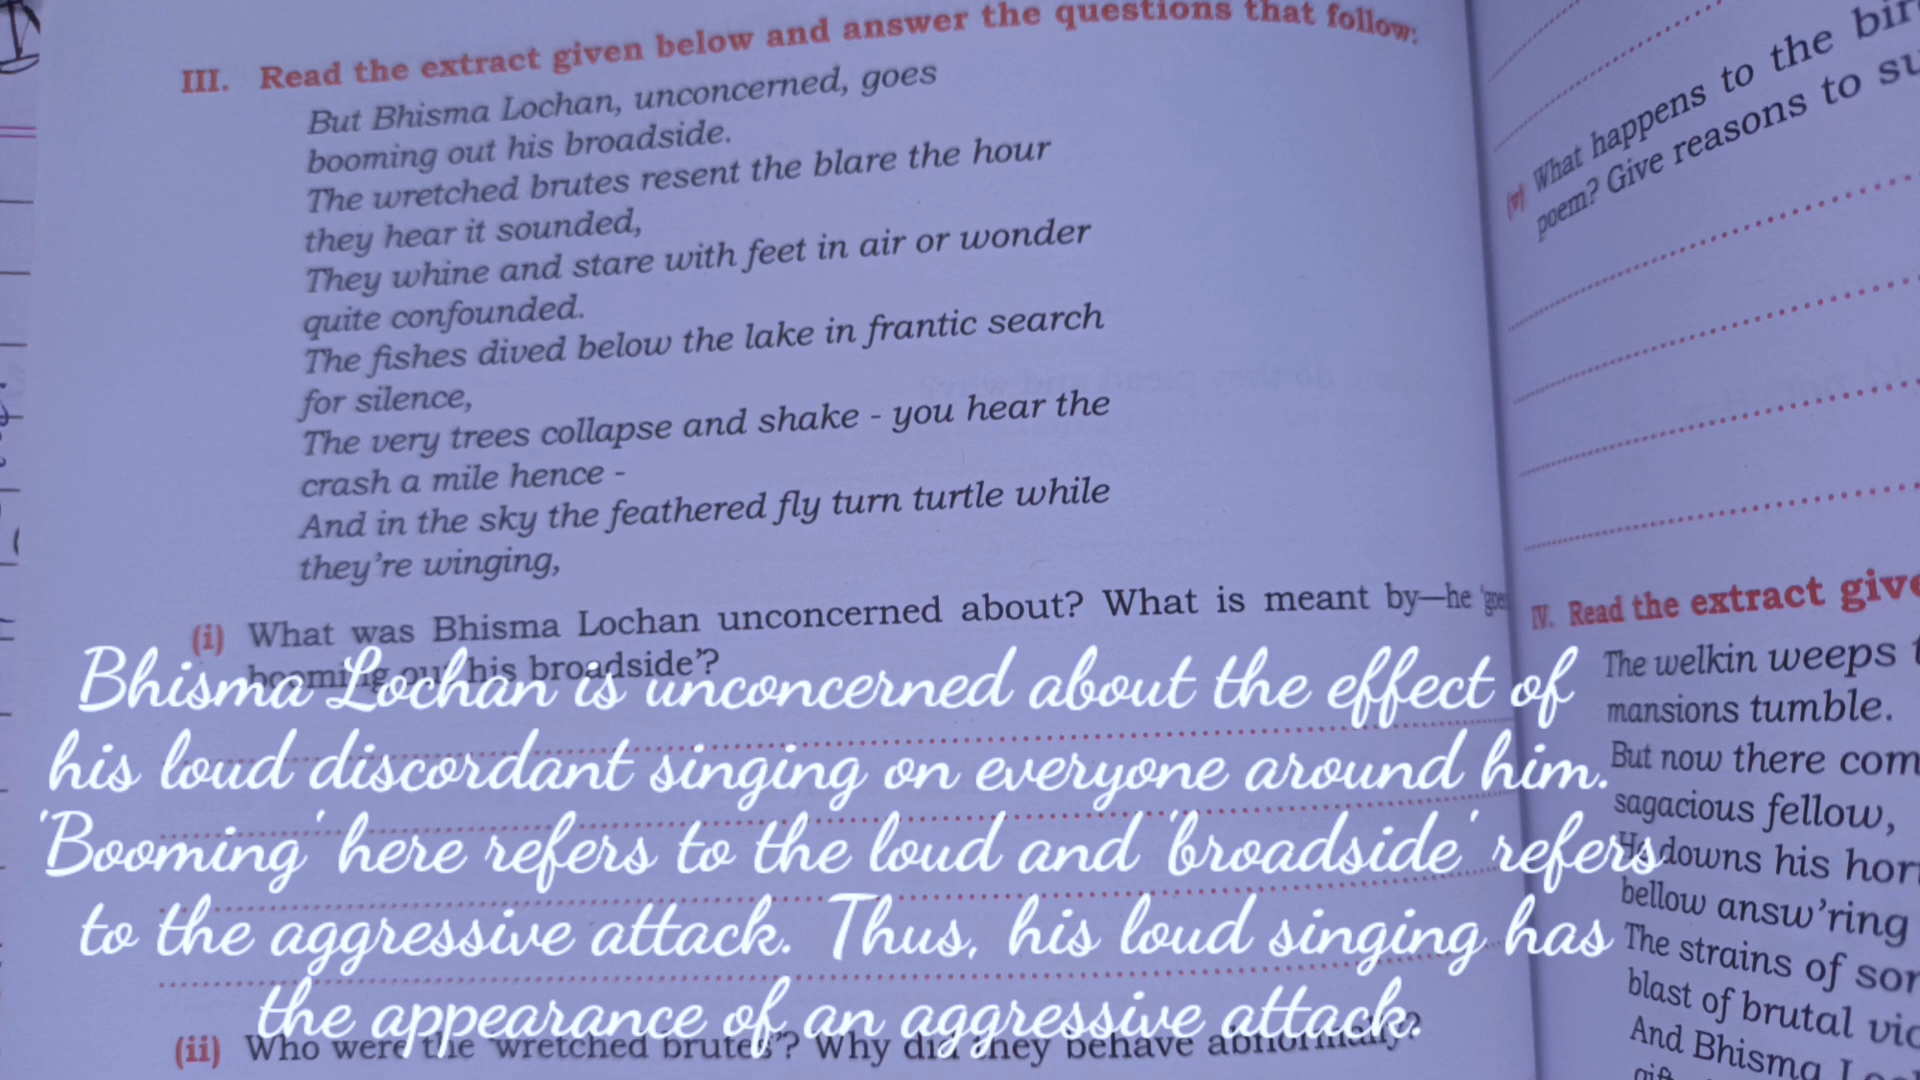 III. Read the extract given below and answer the questions that follow:
But Bhisma Lochan, unconcerned, goes
booming out his broadside.
The wretched brutes resent the blare the hour
they hear it sounded,
They whine and stare with feet in air or wonder
quite confounded.
The fishes dived below the lake in frantic search
for silence,
The very trees collapse and shake - you hear the
crash a mile hence -
And in the sky the feathered fly turn turtle while
they're winging,
(i) What was Bhisma Lochan unconcerned about? What is meant by—he 'goes
booming out his broadside'?
Bhisma Lochan is unconcerned about the effect of
his loud discordant singing on everyone around him.
'Booming' here refers to the loud and 'broadside' refers
to the aggressive attack. Thus, his loud singing has
the appearance of an aggressive attack.
(ii) Who were the 'wretched brutes'? Why did they behave abnormally?
(v) What happens to the
poem? Give reasons to
IV. Read the extract
The welkin weeps
mansions tumble.
But now there
sagacious fellow,
He downs his
bellow answ'ring
The strains of
blast of brutal
And Bhisma